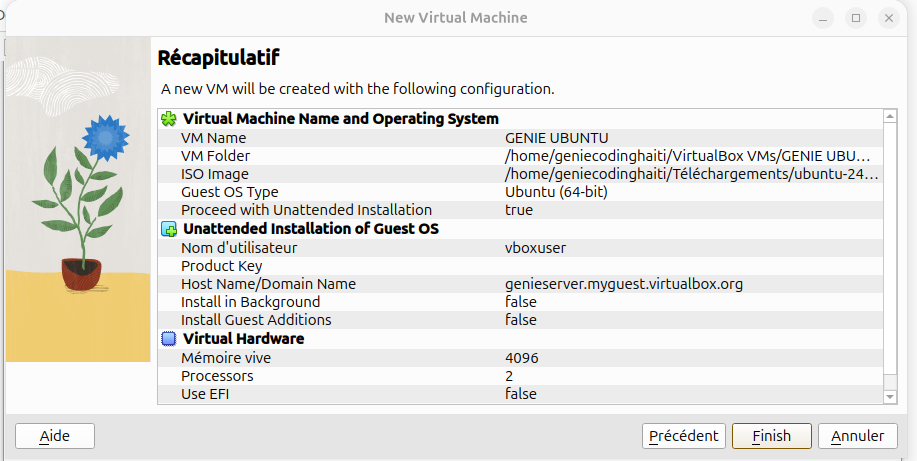 New Virtual Machine
Récapitulatif
A new VM will be created with the following configuration.
Virtual Machine Name and Operating System
VM Name GENIE UBUNTU
VM Folder /home/geniecodinghaiti/VirtualBox VMs/GENIE UBU...
ISO Image /home/geniecodinghaiti/Téléchargements/ubuntu-24...
Guest OS Type Ubuntu (64-bit)
Proceed with Unattended Installation true
Unattended Installation of Guest OS
Nom d'utilisateur vboxuser
Product Key
Host Name/Domain Name genieserver.myguest.virtualbox.org
Install in Background false
Install Guest Additions false
Virtual Hardware
Mémoire vive 4096
Processors 2
Use EFI false
Aide Précédent Finish Annuler